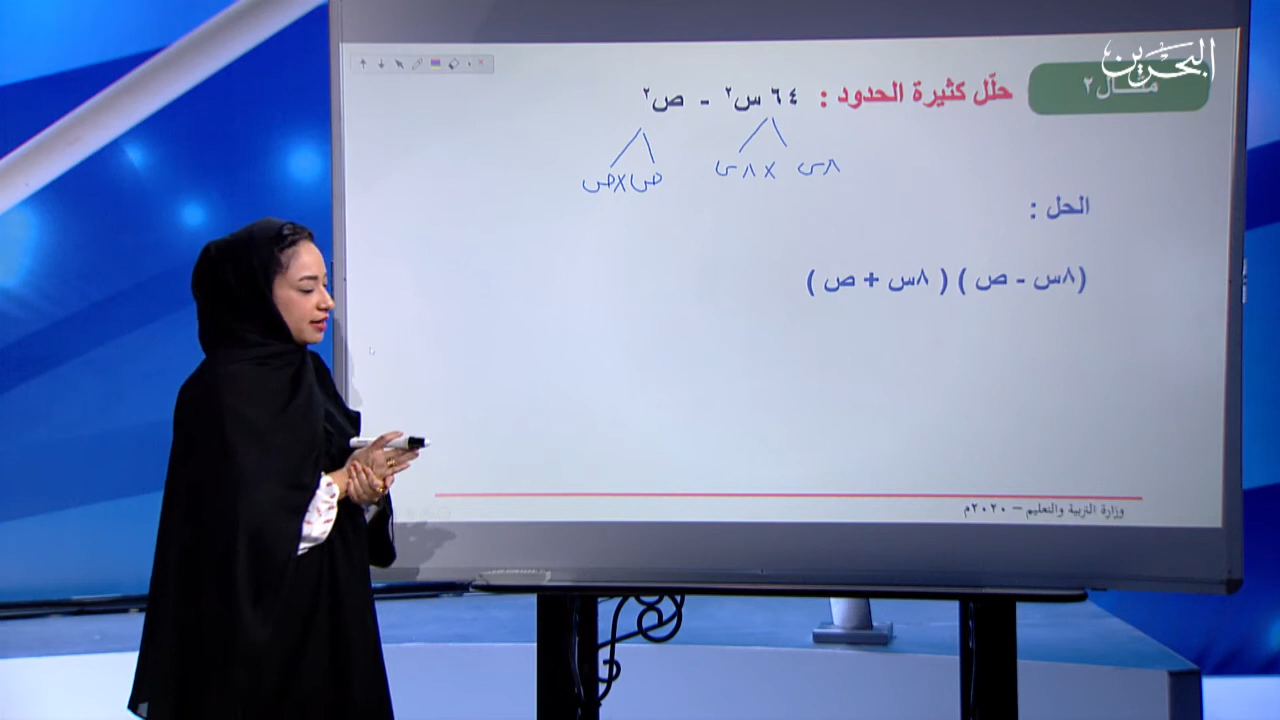 البحرين
مثال ٢
حلّل كثيرة الحدود : ٦٤ س٢ - ص٢
٨س × ٨س
ص × ص
الحل :
(٨س - ص ) ( ٨س + ص )
وزارة التربية والتعليم – ٢٠٢٠م